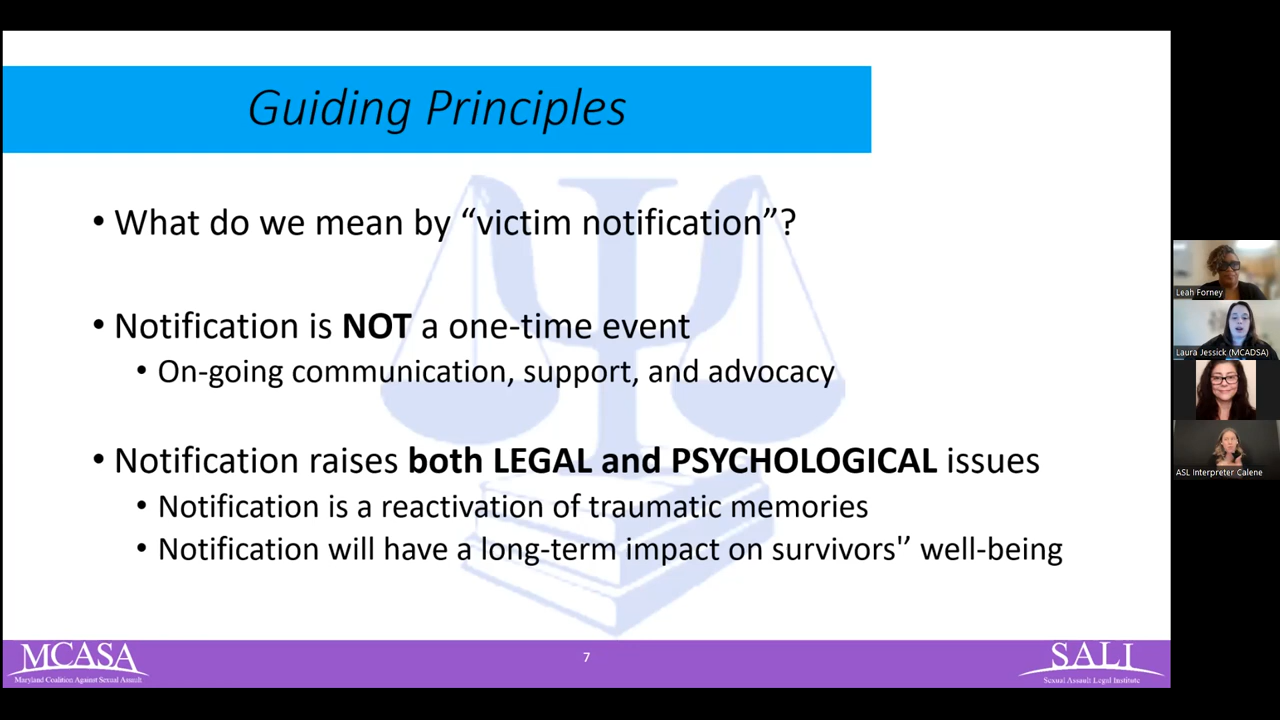 Guiding Principles
• What do we mean by “victim notification”?
• Notification is NOT a one-time event
• On-going communication, support, and advocacy
• Notification raises both LEGAL and PSYCHOLOGICAL issues
• Notification is a reactivation of traumatic memories
• Notification will have a long-term impact on survivors'’ well-being
MCASA
Maryland Coalition Against Sexual Assault
7
SALI
Sexual Assault Legal Institute
Leah Forney
Laura Jessick (MCADSA)
ASL Interpreter Calene